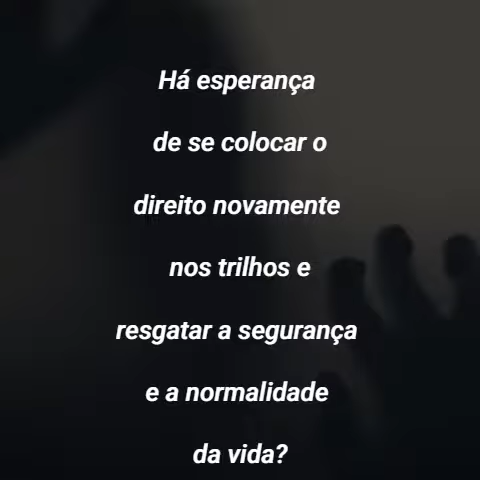 Há esperança
de se colocar o
direito novamente
nos trilhos e
resgatar a segurança
e a normalidade
da vida?